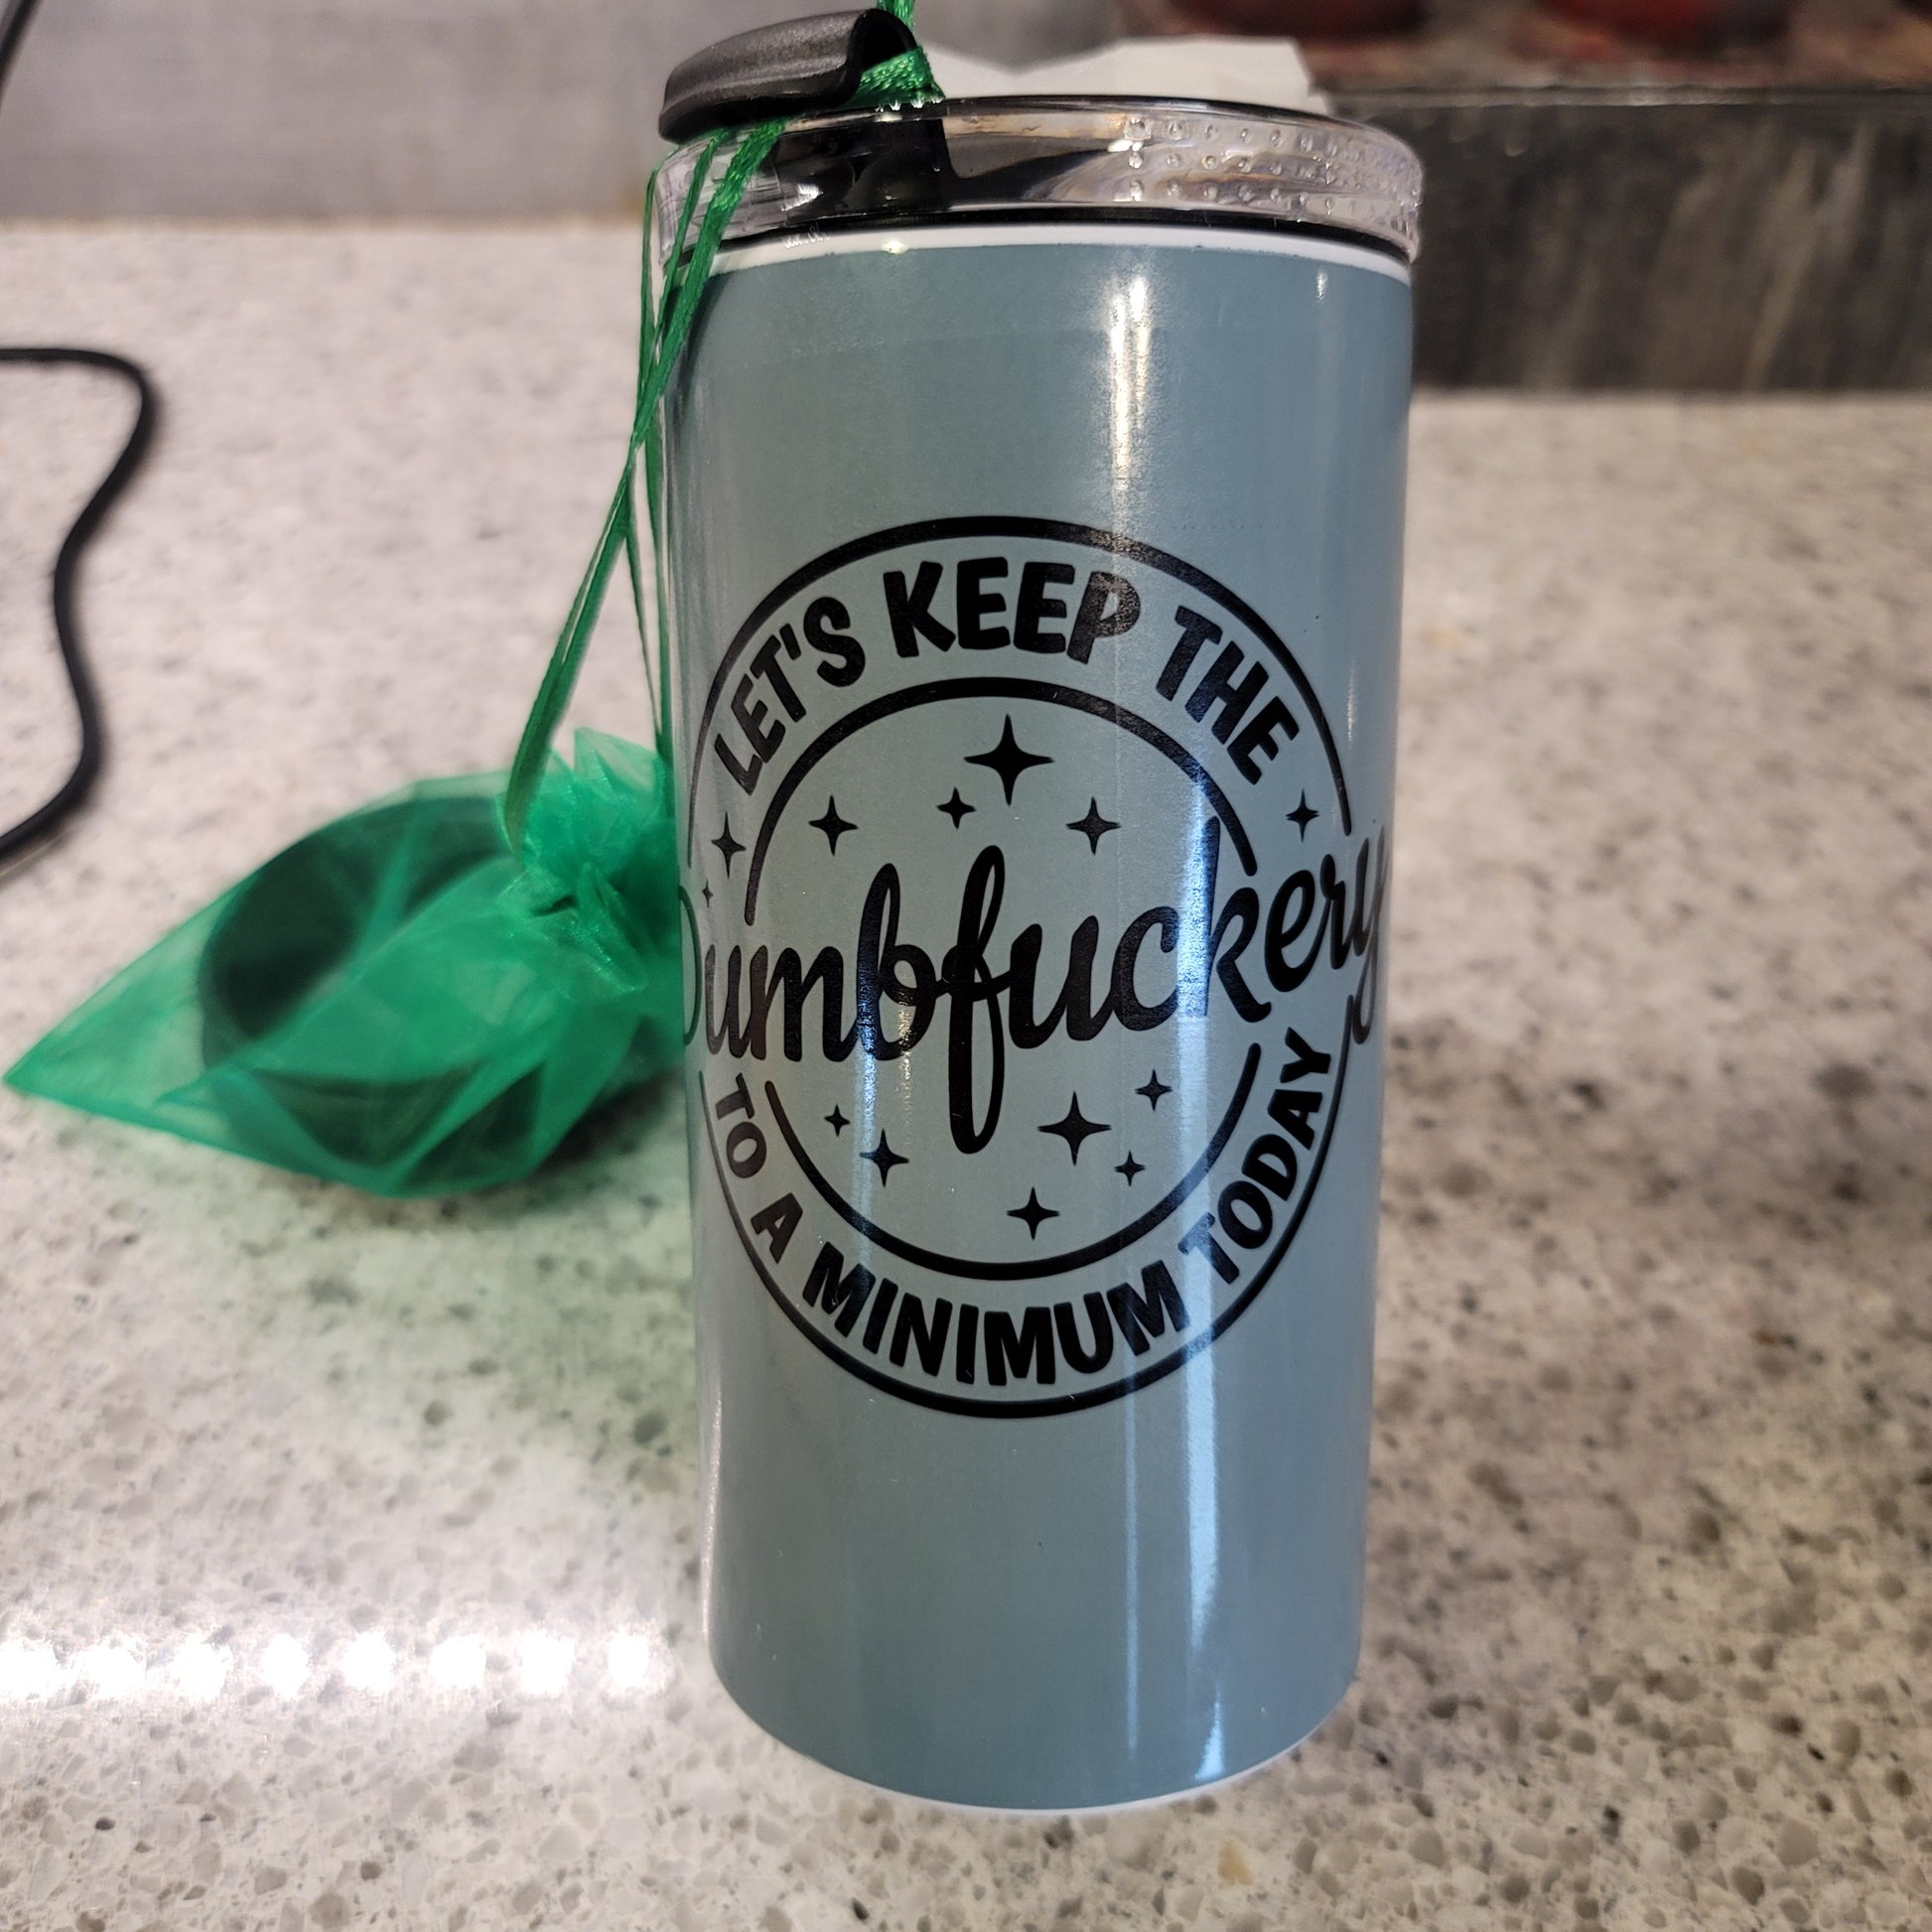 LET'S KEEP THE
Dumbfuckery
TO A MINIMUM TODAY